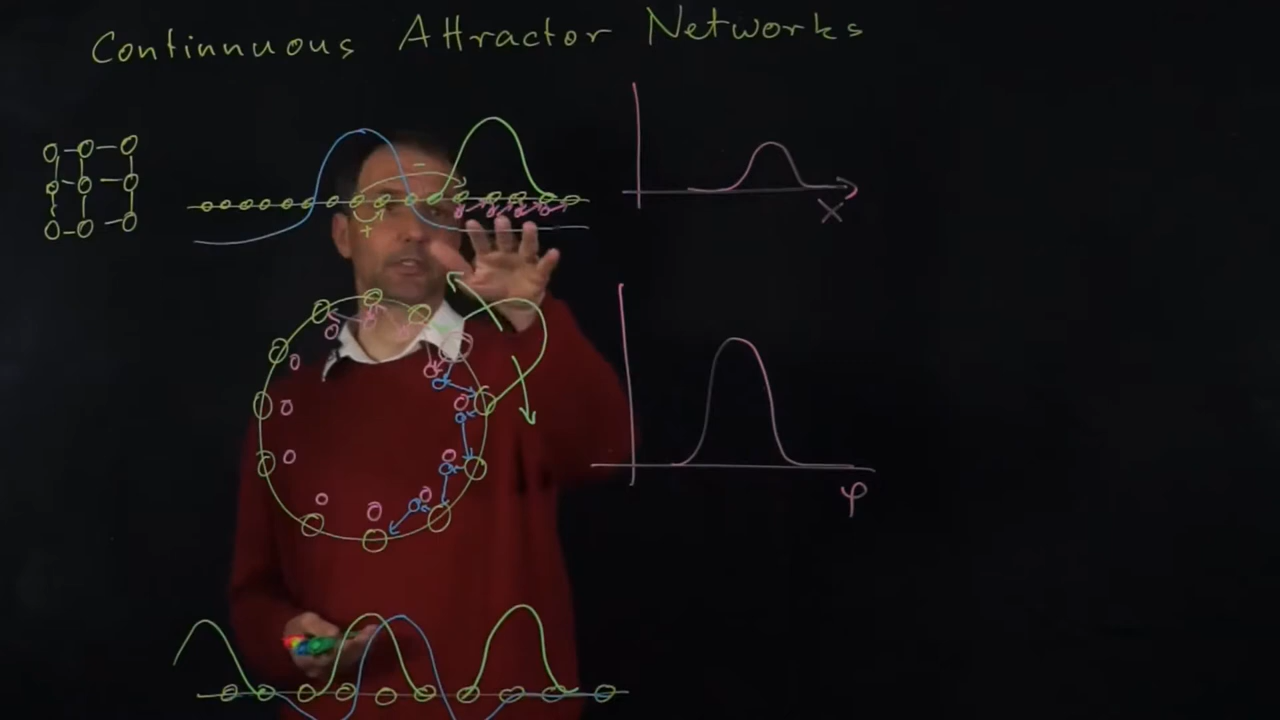 Continnuous Attractor Networks
-
+
X
φ